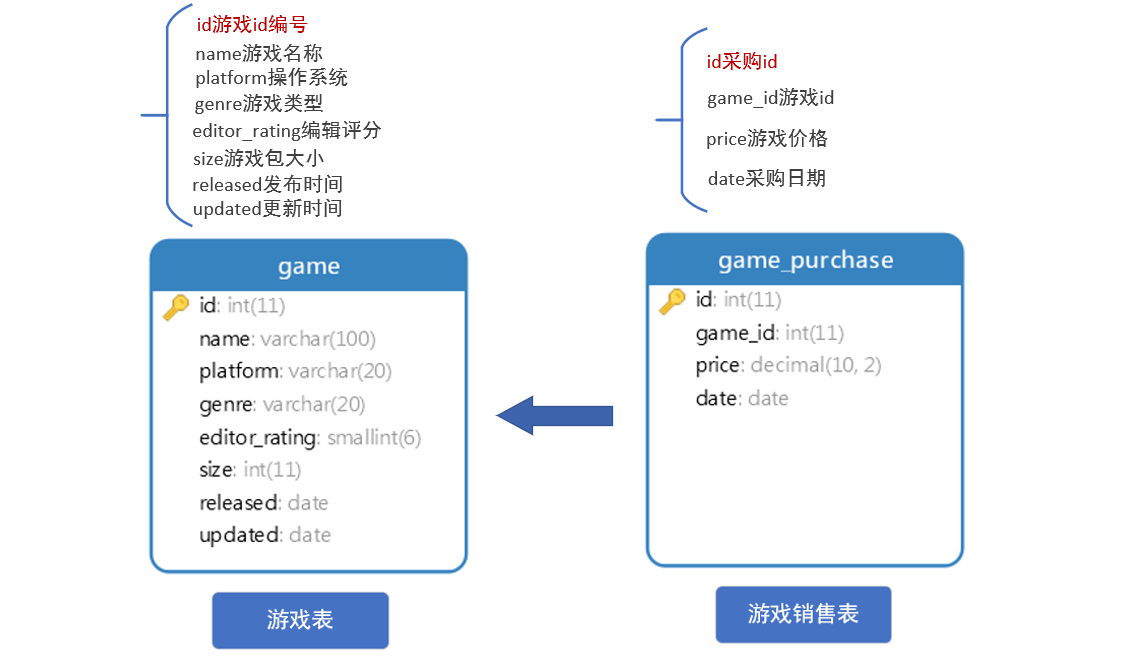 id游戏id编号
name游戏名称
platform操作系统
genre游戏类型
editor_rating编辑评分
size游戏包大小
released发布时间
updated更新时间
game
id: int(11)
name: varchar(100)
platform: varchar(20)
genre: varchar(20)
editor_rating: smallint(6)
size: int(11)
released: date
updated: date
游戏表
id采购id
game_id游戏id
price游戏价格
date采购日期
game_purchase
id: int(11)
game_id: int(11)
price: decimal(10, 2)
date: date
游戏销售表